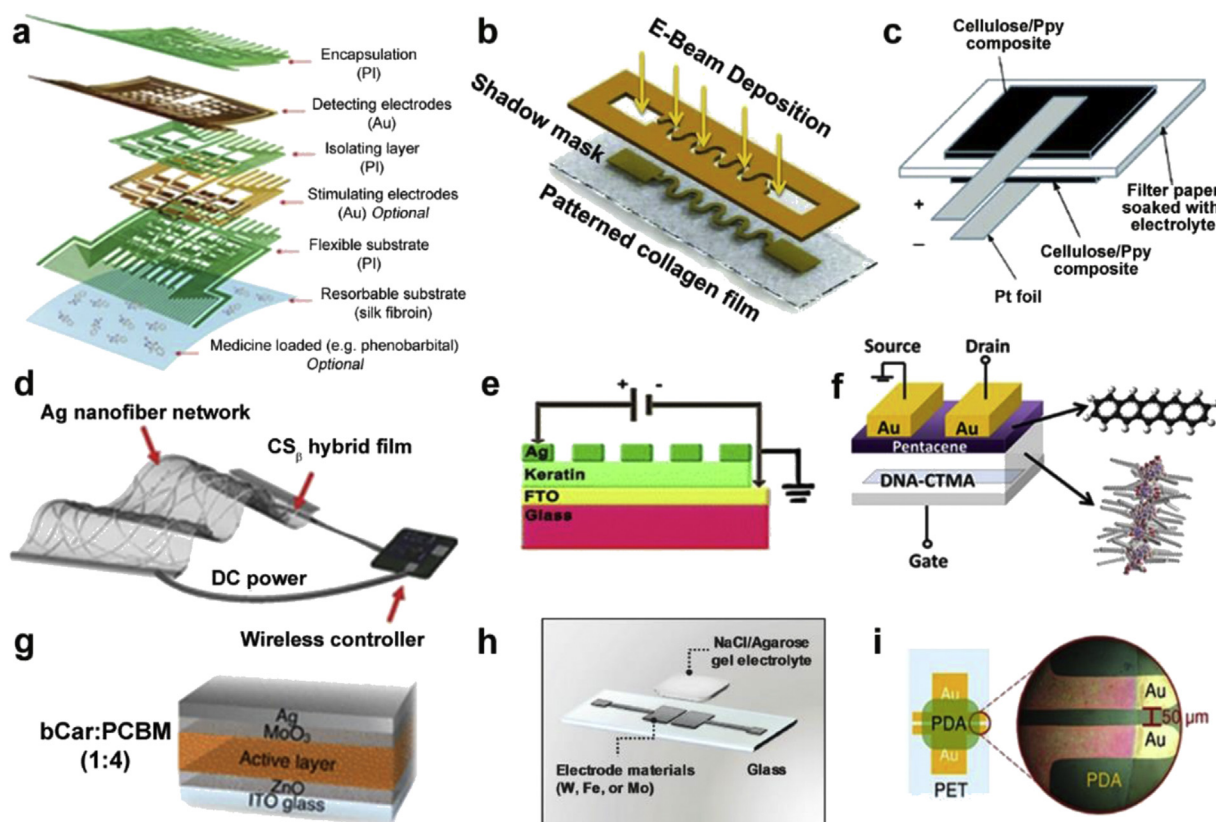 a
Encapsulation
(PI)
Detecting electrodes
(Au)
Isolating layer
(PI)
Stimulating electrodes
(Au) Optional
Flexible substrate
(PI)
Resorbable substrate
(silk fibroin)
Medicine loaded (e.g. phenobarbital)
Optional
b
E-Beam Deposition
Shadow mask
Patterned collagen film
c
Cellulose/Ppy
composite
+
–
Filter paper
soaked with
electrolyte
Cellulose/Ppy
composite
Pt foil
d
Ag nanofiber network
CSβ hybrid film
DC power
Wireless controller
e
+ -
Ag
Keratin
FTO
Glass
f
Source Drain
Au Au
Pentacene
DNA-CTMA
Gate
g
bCar:PCBM
(1:4)
Ag
MoO3
Active layer
ZnO
ITO glass
h
NaCl/Agarose
gel electrolyte
Electrode materials
(W, Fe, or Mo)
Glass
i
Au
PDA
Au
PET
Au
50 µm
Au
PDA